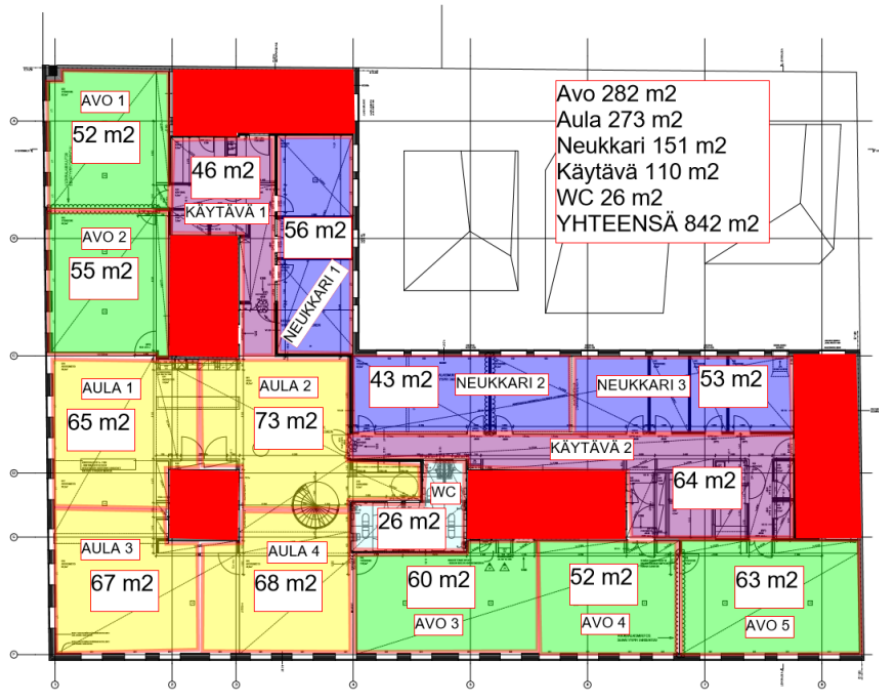 AVO 1
52 m2
46 m2
KÄYTÄVÄ 1
AVO 2
55 m2
56 m2
NEUKKARI 1
Avo 282 m2
Aula 273 m2
Neukkari 151 m2
Käytävä 110 m2
WC 26 m2
YHTEENSÄ 842 m2
AULA 1
65 m2
AULA 2
73 m2
43 m2
NEUKKARI 2
NEUKKARI 3
53 m2
KÄYTÄVÄ 2
64 m2
WC
26 m2
AULA 3
67 m2
AULA 4
68 m2
60 m2
AVO 3
52 m2
AVO 4
63 m2
AVO 5